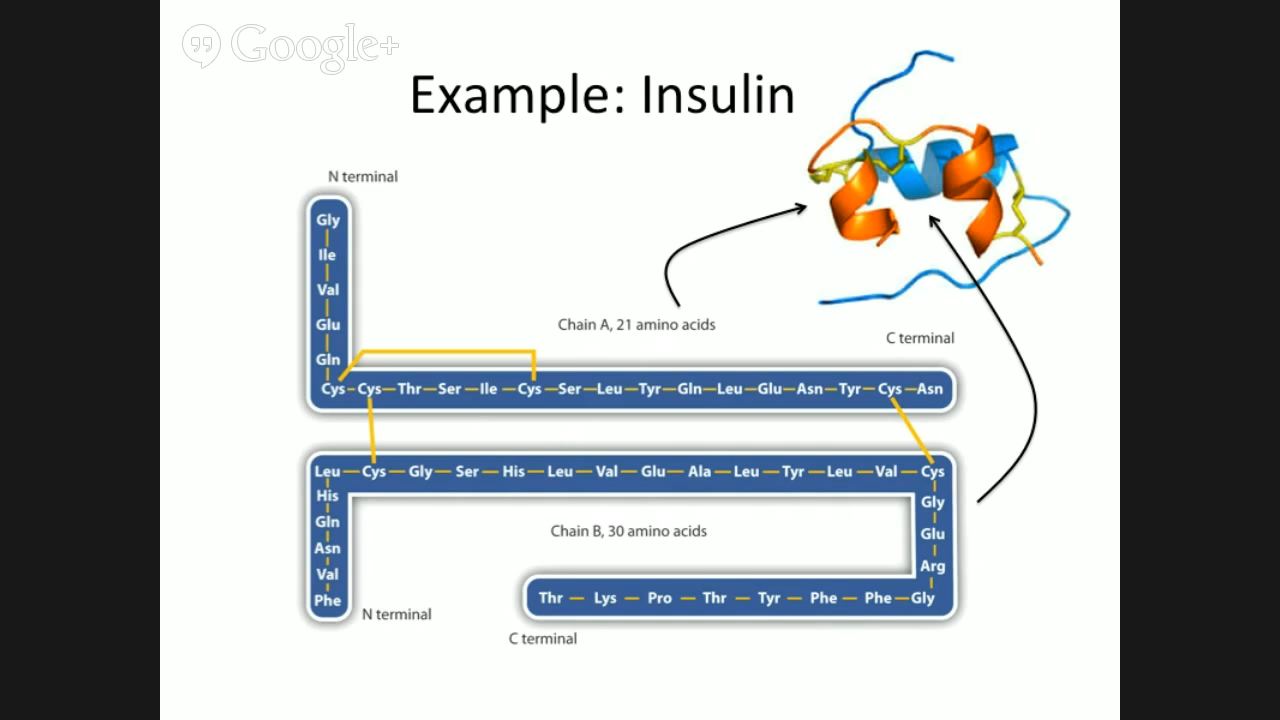 Google+
Example: Insulin
N terminal
Gly
Ile
Val
Glu
Gln
Chain A, 21 amino acids
C terminal
Cys Cys Thr Ser Ile Cys Ser Leu Tyr Gln Leu Glu Asn Tyr Cys Asn
Leu Cys Gly Ser His Leu Val Glu Ala Leu Tyr Leu Val Cys
His
Gln
Asn
Val
Phe
N terminal
Chain B, 30 amino acids
Gly
Glu
Arg
Thr Lys Pro Thr Tyr Phe Phe Gly
C terminal